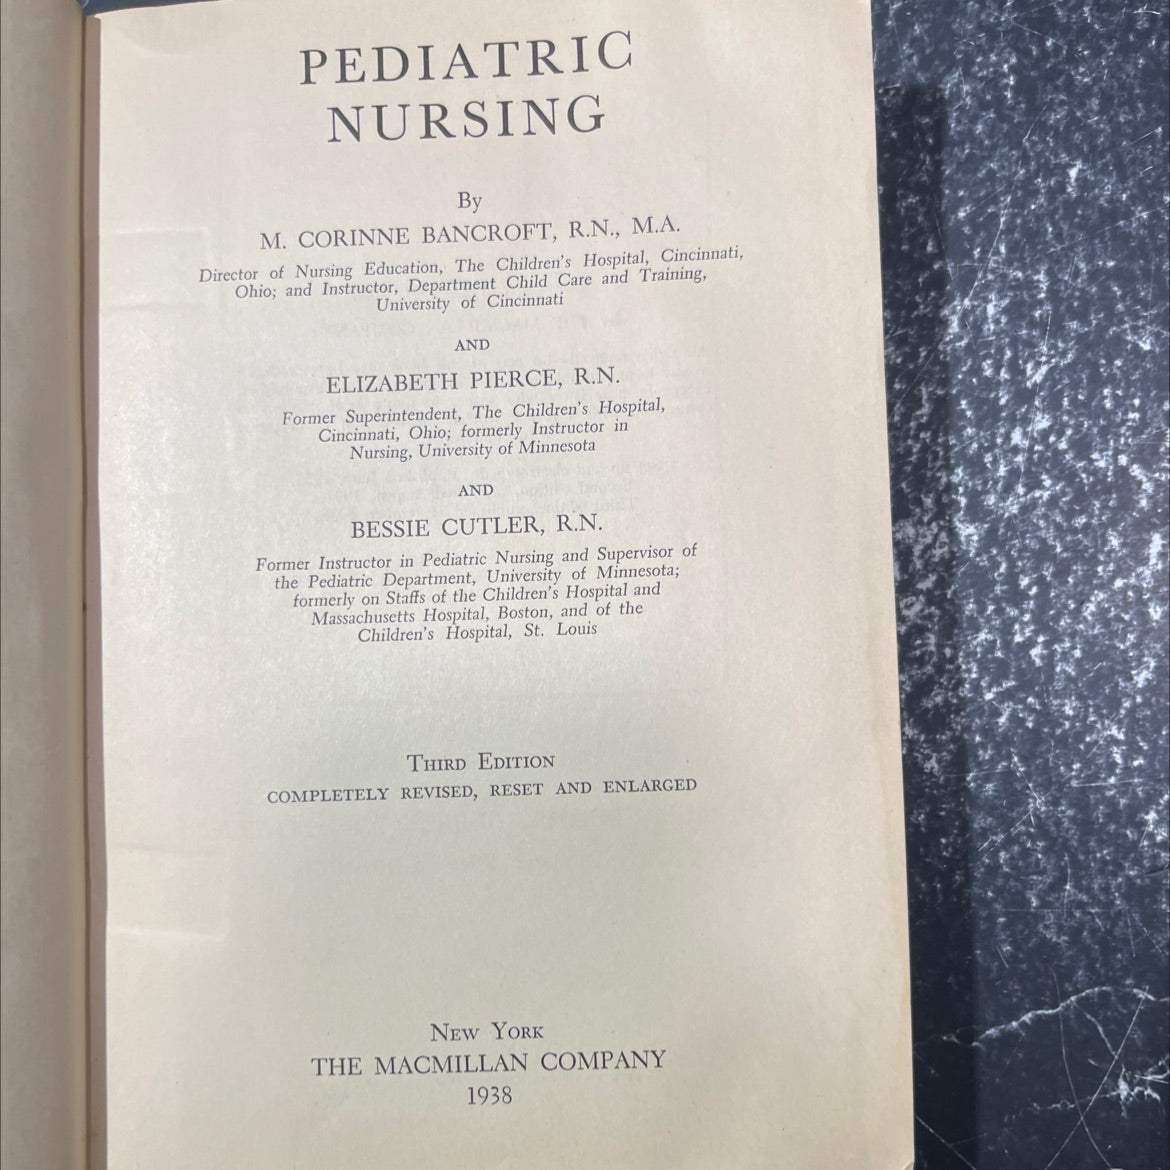 PEDIATRIC
NURSING
By
M. CORINNE BANCROFT, R.N., M.A.
Director of Nursing Education, The Children's Hospital, Cincinnati,
Ohio; and Instructor, Department Child Care and Training,
University of Cincinnati
AND
ELIZABETH PIERCE, R.N.
Former Superintendent, The Children's Hospital,
Cincinnati, Ohio; formerly Instructor in
Nursing, University of Minnesota
AND
BESSIE CUTLER, R.N.
Former Instructor in Pediatric Nursing and Supervisor of
the Pediatric Department, University of Minnesota;
formerly on Staffs of the Children's Hospital and
Massachusetts Hospital, Boston, and of the
Children's Hospital, St. Louis
THIRD EDITION
COMPLETELY REVISED, RESET AND ENLARGED
NEW YORK
THE MACMILLAN COMPANY
1938